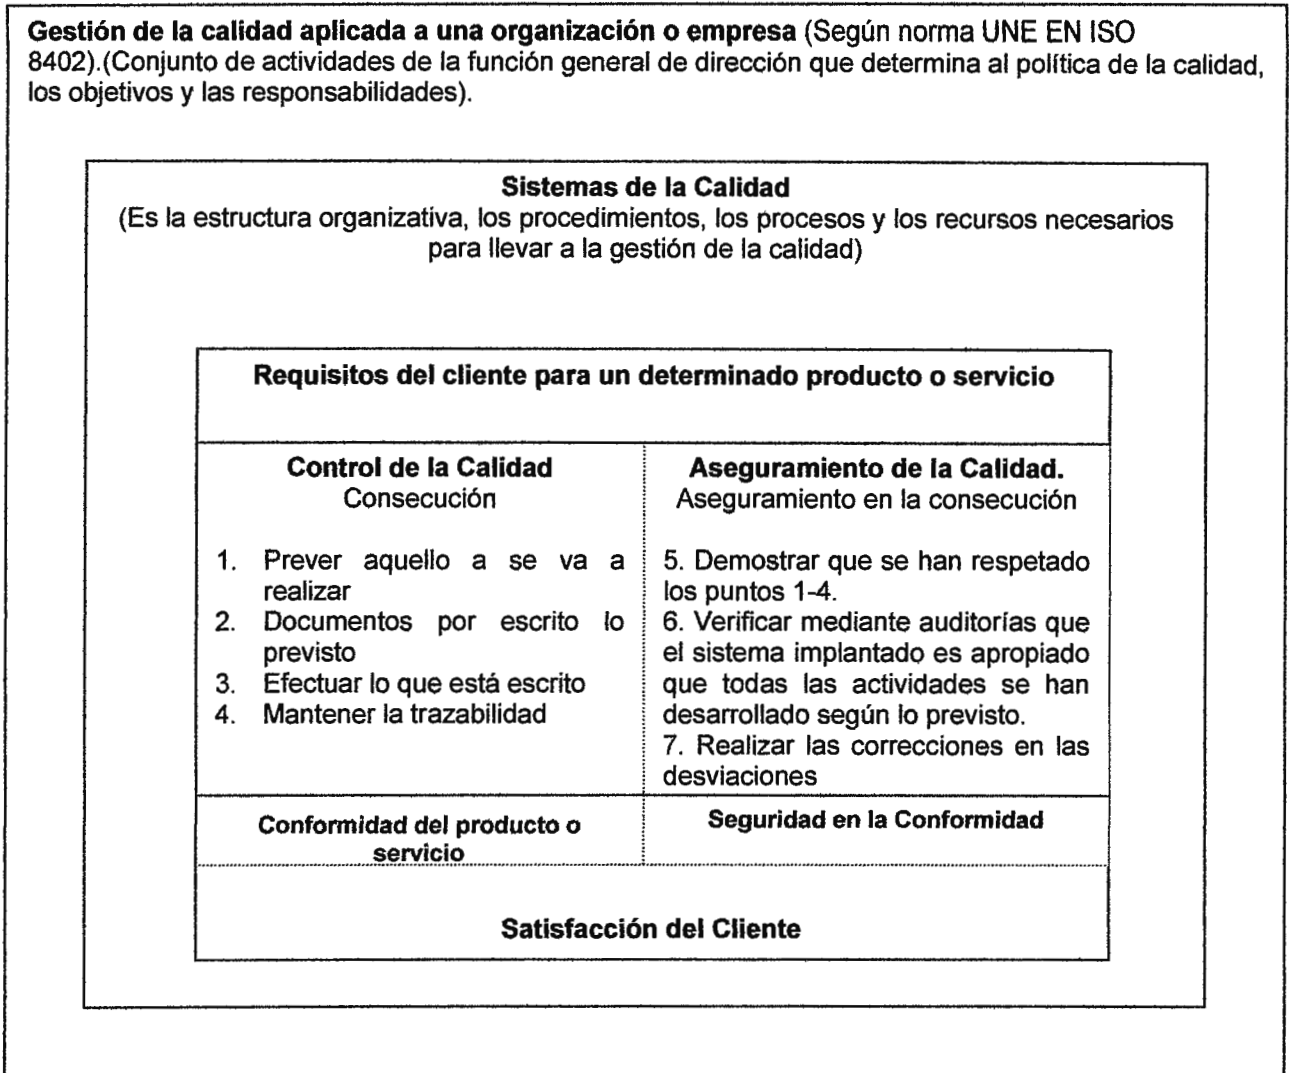 Gestión de la calidad aplicada a una organización o empresa (Según norma UNE EN ISO
8402).(Conjunto de actividades de la función general de dirección que determina al política de la calidad,
los objetivos y las responsabilidades).
Sistemas de la Calidad
(Es la estructura organizativa, los procedimientos, los procesos y los recursos necesarios
para llevar a la gestión de la calidad)
Requisitos del cliente para un determinado producto o servicio
Control de la Calidad
Consecución
1. Prever aquello a se va a
realizar
2. Documentos por escrito lo
previsto
3. Efectuar lo que está escrito
4. Mantener la trazabilidad
Aseguramiento de la Calidad.
Aseguramiento en la consecución
5. Demostrar que se han respetado
los puntos 1-4.
6. Verificar mediante auditorías que
el sistema implantado es apropiado
que todas las actividades se han
desarrollado según lo previsto.
7. Realizar las correcciones en las
desviaciones
Conformidad del producto o
servicio
Seguridad en la Conformidad
Satisfacción del Cliente